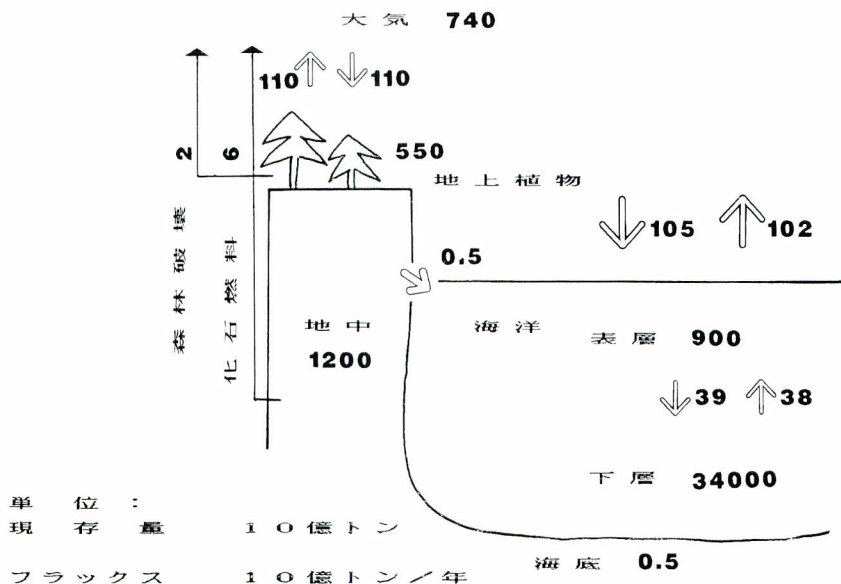 大気 740
110 110
2
6
550
地上植物
105 102
0.5
森林破壊
化石燃料
地中
1200
海洋 表層 900
39 38
下層 34000
単位:
現存量 10億トン
海底 0.5
フラックス 10億トン/年